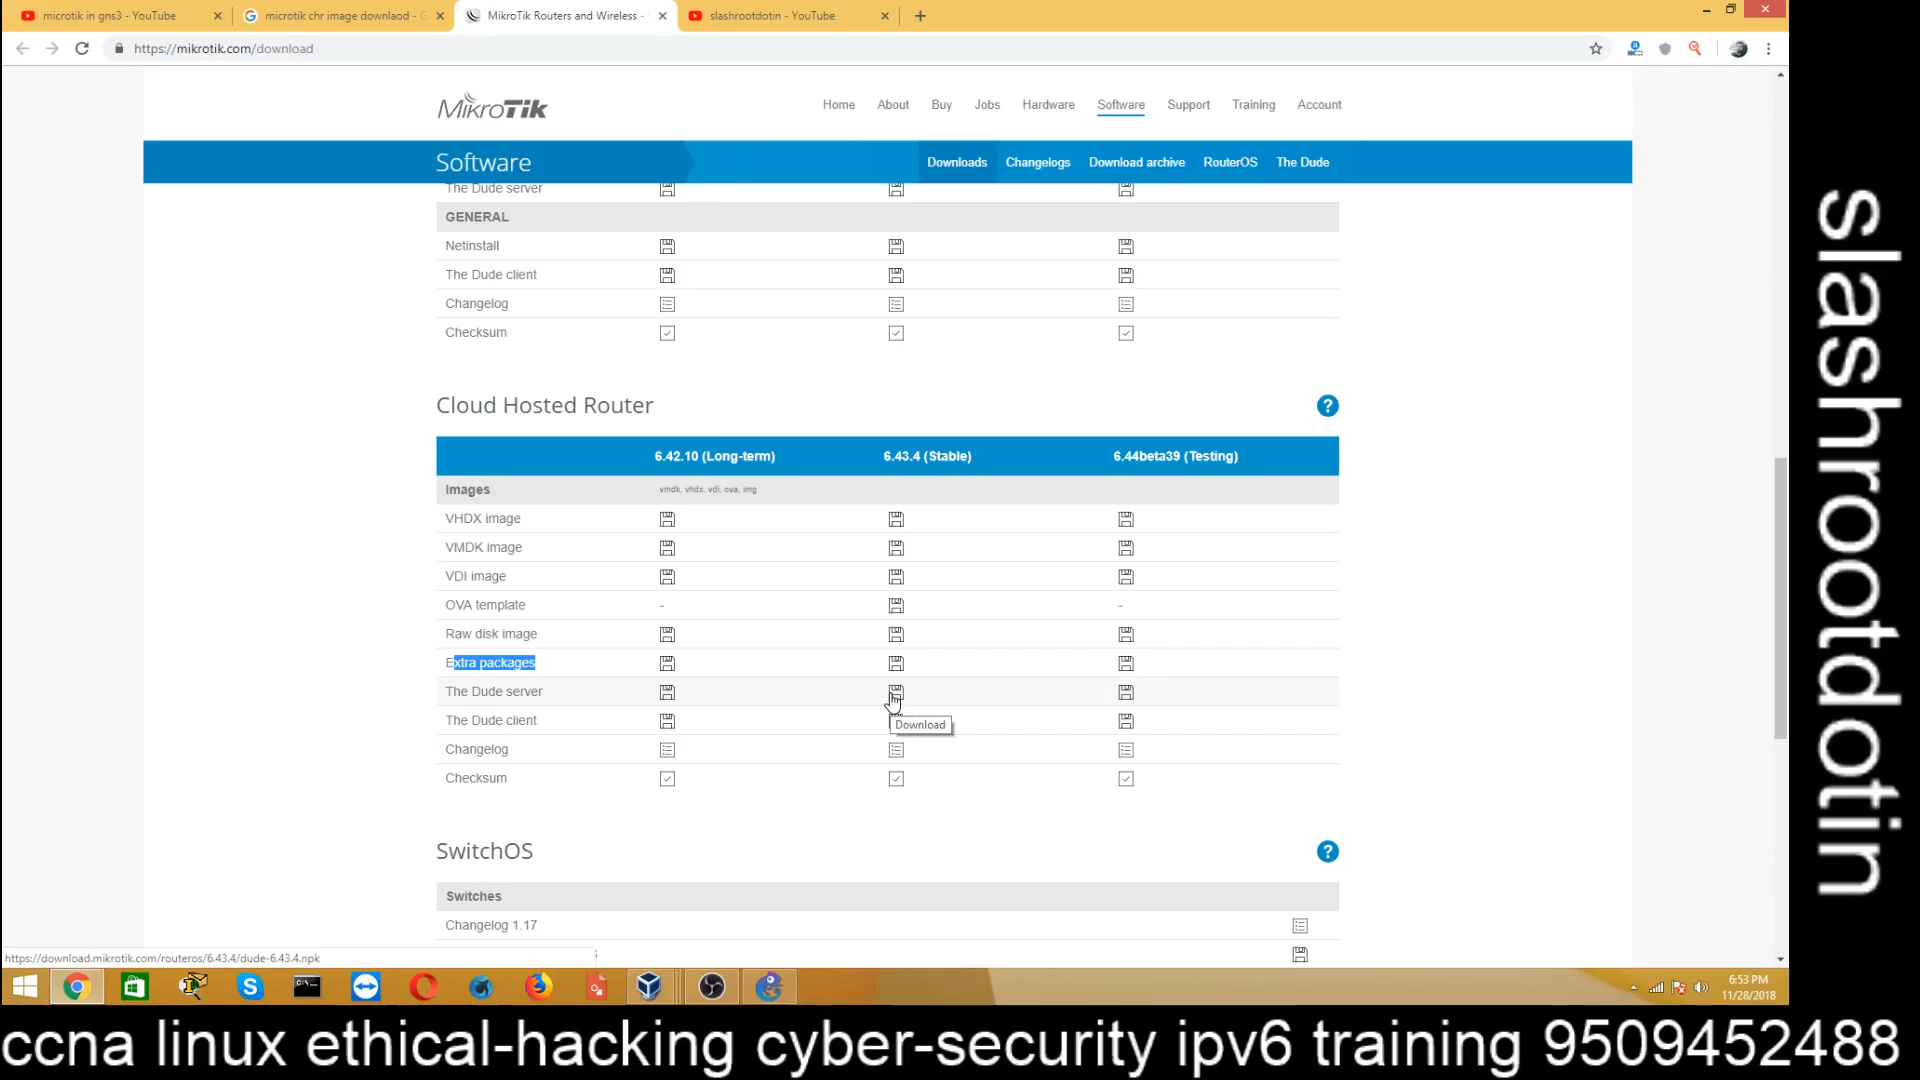 microtik in gns3 - YouTube
microtik chr image downlaod - G
MikroTik Routers and Wireless -
slashrootdotin - YouTube
https://mikrotik.com/download
MikroTik
Home About Buy Jobs Hardware Software Support Training Account
Software
Downloads Changelogs Download archive RouterOS The Dude
The Dude server
GENERAL
Netinstall
The Dude client
Changelog
Checksum
Cloud Hosted Router
?
6.42.10 (Long-term) 6.43.4 (Stable) 6.44beta39 (Testing)
Images vmdk, vhdx, vdi, ova, img
VHDX image
VMDK image
VDI image
OVA template - -
Raw disk image
Extra packages
The Dude server
The Dude client
Download
Changelog
Checksum
SwitchOS
?
Switches
Changelog 1.17
https://download.mikrotik.com/routeros/6.43.4/dude-6.43.4.npk
6:53 PM
11/28/2018
slashrootdotin
ccna linux ethical-hacking cyber-security ipv6 training 9509452488